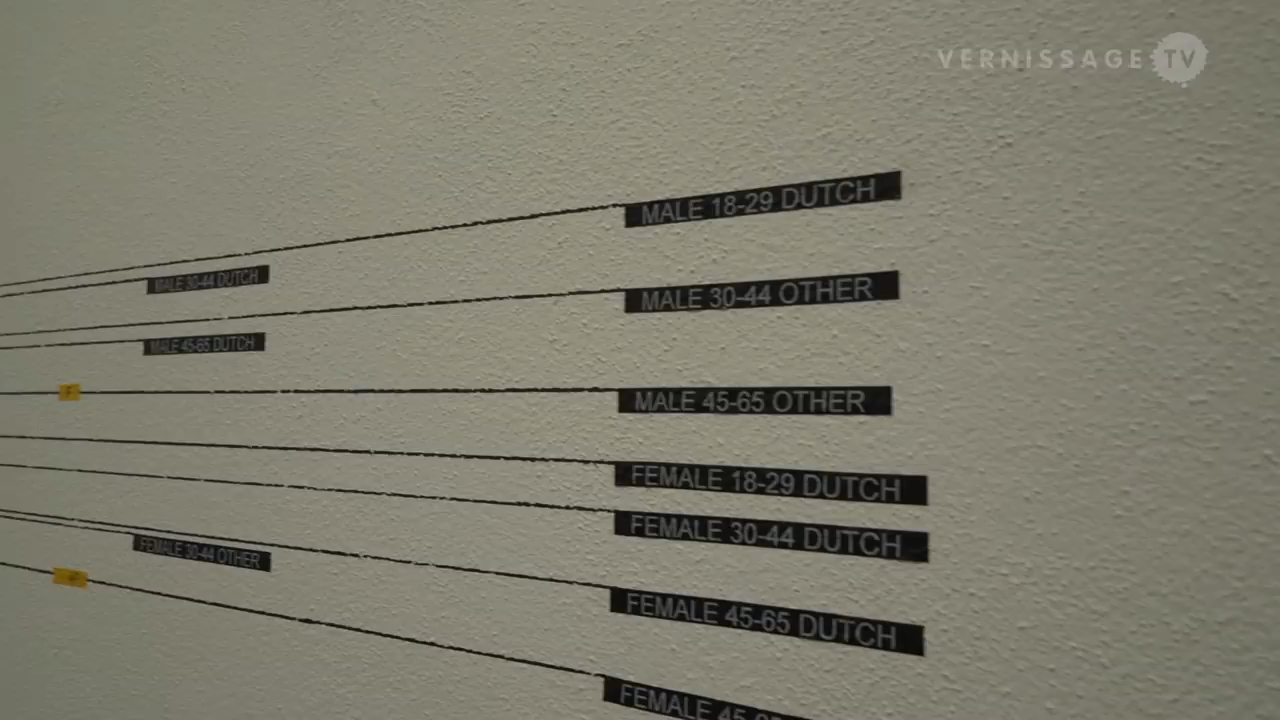 VERNISSAGE TV
MALE 18-29 DUTCH
MALE 30-44 DUTCH
MALE 30-44 OTHER
MALE 45-65 DUTCH
MALE 45-65 OTHER
FEMALE 18-29 DUTCH
FEMALE 30-44 DUTCH
FEMALE 30-44 OTHER
FEMALE 45-65 DUTCH
FEMALE